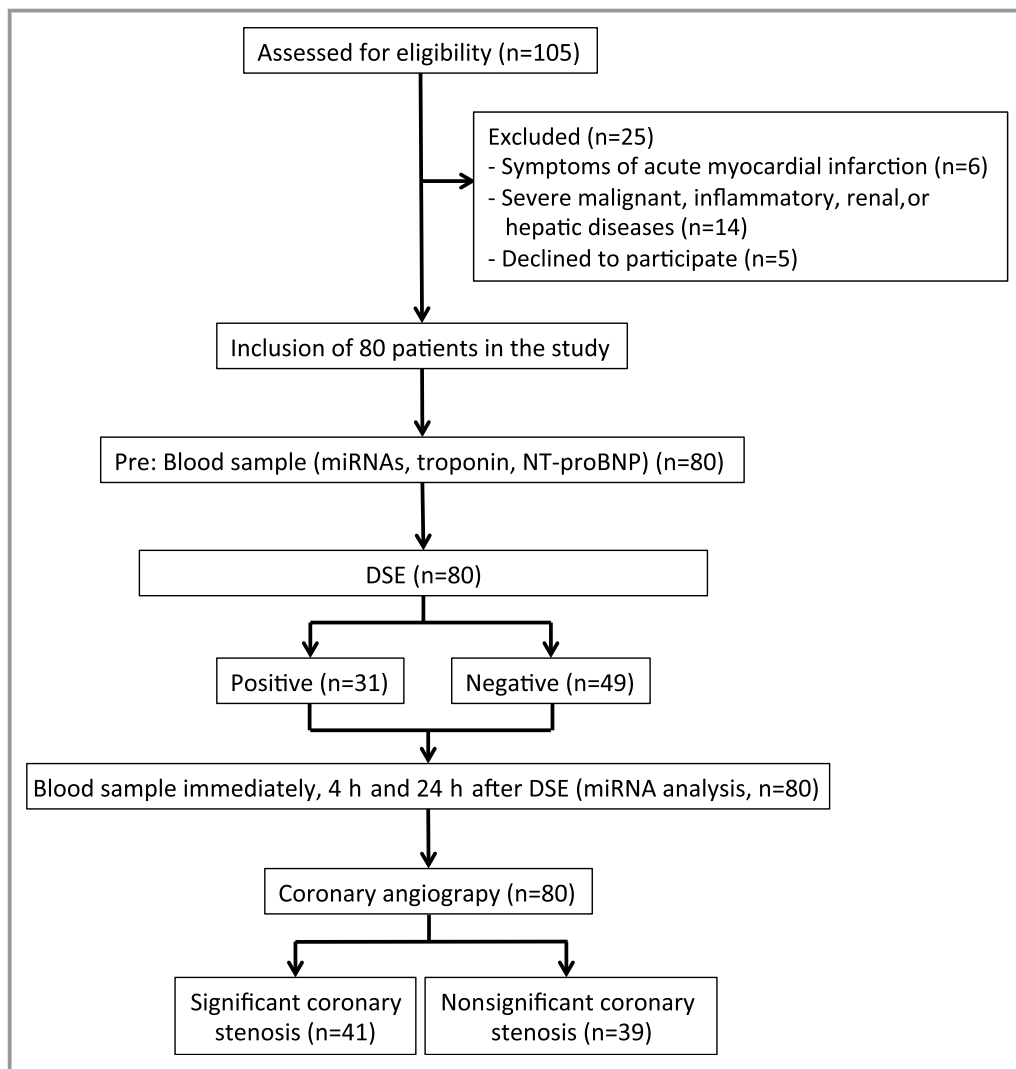 Assessed for eligibility (n=105)
Excluded (n=25)
- Symptoms of acute myocardial infarction (n=6)
- Severe malignant, inflammatory, renal,or
hepatic diseases (n=14)
- Declined to participate (n=5)
Inclusion of 80 patients in the study
Pre: Blood sample (miRNAs, troponin, NT-proBNP) (n=80)
DSE (n=80)
Positive (n=31)
Negative (n=49)
Blood sample immediately, 4 h and 24 h after DSE (miRNA analysis, n=80)
Coronary angiograpy (n=80)
Significant coronary
stenosis (n=41)
Nonsignificant coronary
stenosis (n=39)